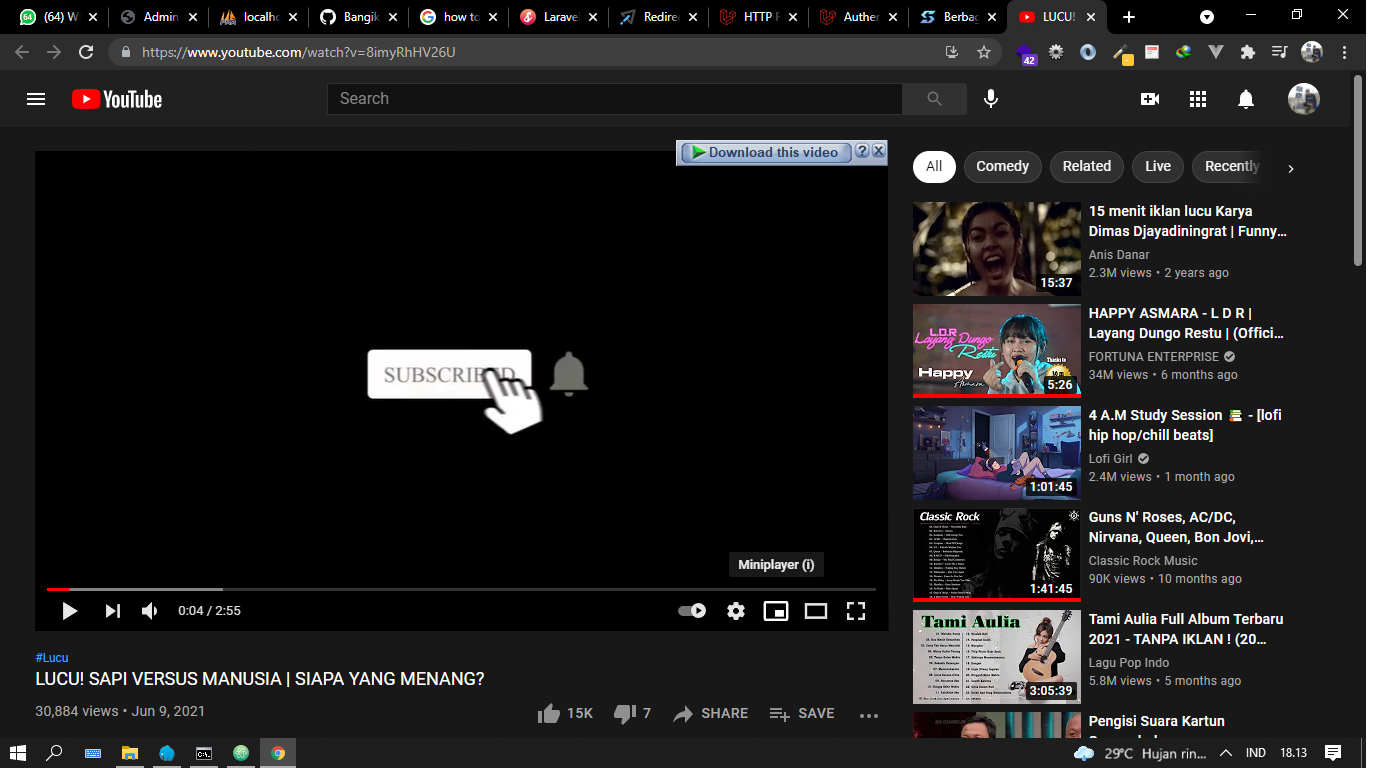 (64) W
Admin
localho
Bangik
how to
Larave
Redire
HTTP R
Auther
Berbag
LUCU!
https://www.youtube.com/watch?v=8imyRhHV26U
42
YouTube
Search
Download this video ? X
SUBSCRIBED
Miniplayer (i)
0:04 / 2:55
#Lucu
LUCU! SAPI VERSUS MANUSIA | SIAPA YANG MENANG?
30,884 views • Jun 9, 2021
15K
7
SHARE
SAVE
All
Comedy
Related
Live
Recently
15:37
15 menit iklan lucu Karya
Dimas Djayadiningrat | Funny…
Anis Danar
2.3M views • 2 years ago
L.D.R
Layang Dungo
Restu
Happy
Asmara
Thanks to
5:26
HAPPY ASMARA - L D R |
Layang Dungo Restu | (Offici…
FORTUNA ENTERPRISE
34M views • 6 months ago
1:01:45
4 A.M Study Session 📚 - [lofi
hip hop/chill beats]
Lofi Girl
2.4M views • 1 month ago
Classic Rock
1:41:45
Guns N' Roses, AC/DC,
Nirvana, Queen, Bon Jovi,…
Classic Rock Music
90K views • 10 months ago
Tami Aulia
3:05:39
Tami Aulia Full Album Terbaru
2021 - TANPA IKLAN ! (20…
Lagu Pop Indo
5.8M views • 5 months ago
Pengisi Suara Kartun
29°C Hujan rin...
IND
18.13